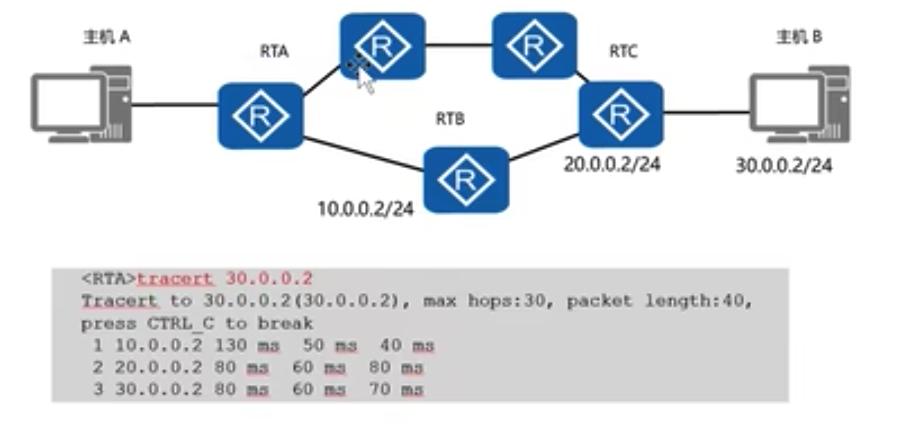 主机 A
RTA
R
R
RTC
主机 B
R
RTB
R
R
20.0.0.2/24
30.0.0.2/24
10.0.0.2/24
<RTA>tracert 30.0.0.2
Tracert to 30.0.0.2(30.0.0.2), max hops:30, packet length:40,
press CTRL_C to break
1 10.0.0.2 130 ms 50 ms 40 ms
2 20.0.0.2 80 ms 60 ms 80 ms
3 30.0.0.2 80 ms 60 ms 70 ms